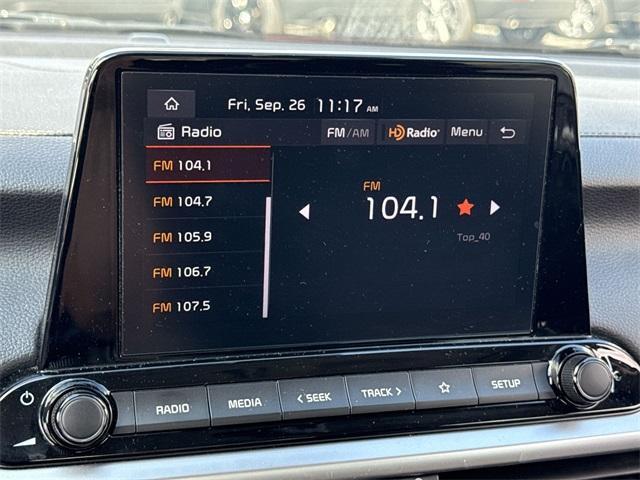 Fri, Sep. 26 11:17 AM
Radio FM/AM HD Radio Menu
FM 104.1
FM 104.7
FM 105.9
FM 106.7
FM 107.5
FM
104.1
Top_40
RADIO MEDIA < SEEK TRACK > SETUP